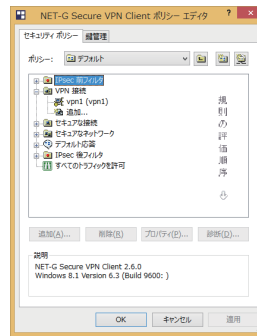 NET-G Secure VPN Client ポリシー エディタ ? ×
セキュリティ ポリシー 鍵管理
ポリシー: デフォルト
IPsec 前フィルタ
VPN 接続
vpn1 (vpn1)
追加...
セキュアな接続
セキュアなネットワーク
デフォルト応答
IPsec 後フィルタ
すべてのトラフィックを許可
規則の評価順序
追加(A)... 削除(R) プロパティ(P)... 診断(D)...
説明
NET-G Secure VPN Client 2.6.0
Windows 8.1 Version 6.3 (Build 9600: )
OK キャンセル 適用